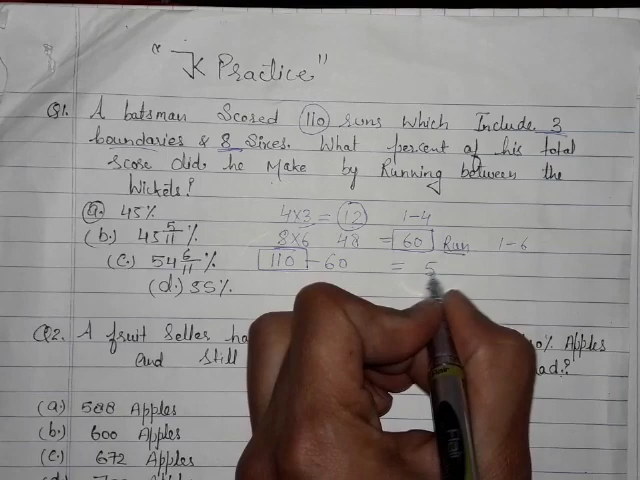 "JK Practice"
Q1. A batsman Scored 110 runs which Include 3
boundaries & 8 Sixes. What percent of his total
score did he Make by Running between the
Wickets?
(a.) 45%
4x3 = 12 1-4
(b.) 45 5/11 %
8x6 48 = 60 Run 1-6
(c.) 54 6/11 %
110 - 60 = 5
(d.) 35%.
Q2. A fruit Seller 0% Apples
and still had?
(a) 588 Apples
(b.) 600 Apples
(c.) 672 Apples